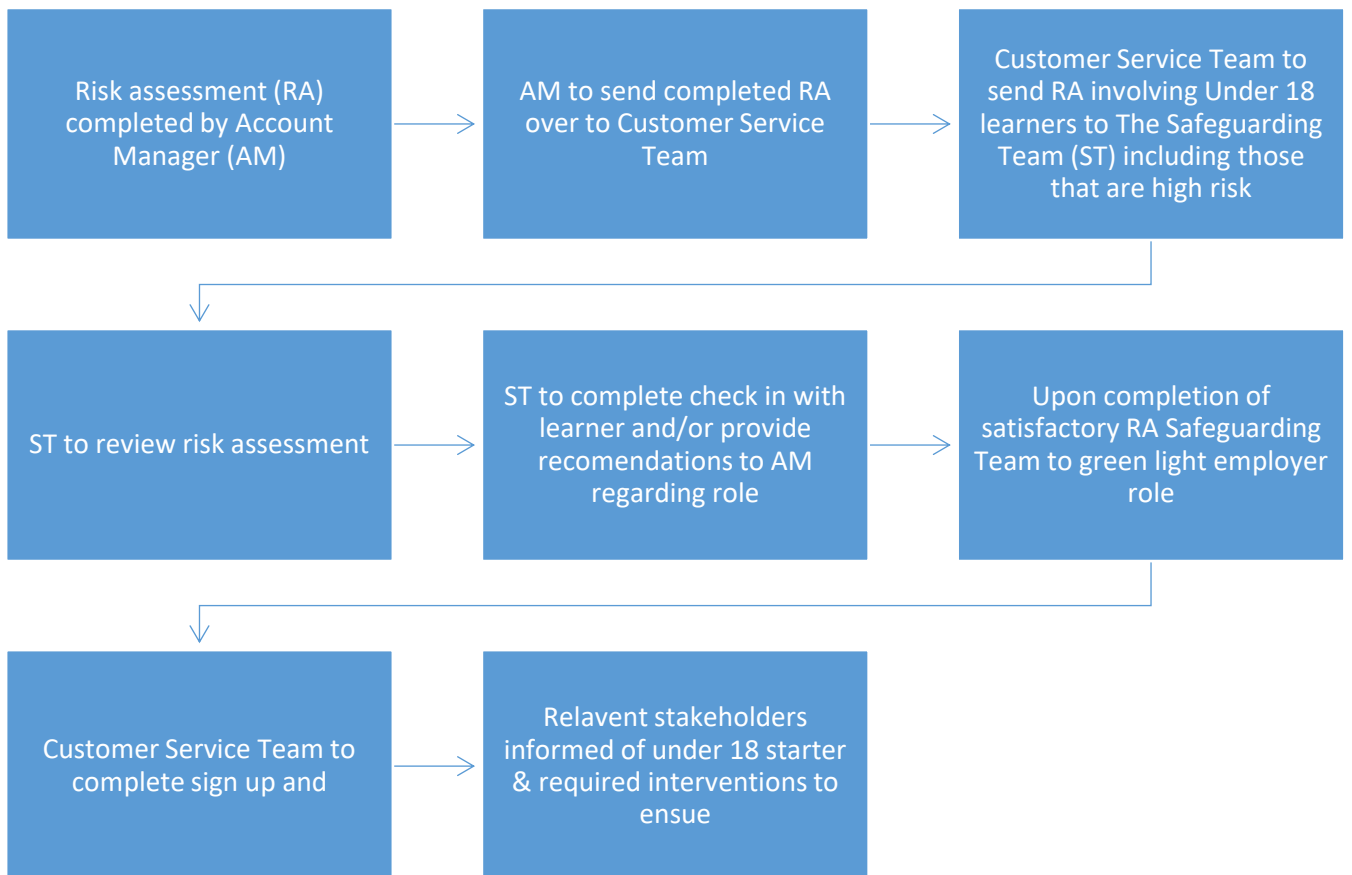 Risk assessment (RA)
completed by Account
Manager (AM)
AM to send completed RA
over to Customer Service
Team
Customer Service Team to
send RA involving Under 18
learners to The Safeguarding
Team (ST) including those
that are high risk
ST to review risk assessment
ST to complete check in with
learner and/or provide
recomendations to AM
regarding role
Upon completion of
satisfactory RA Safeguarding
Team to green light employer
role
Customer Service Team to
complete sign up and
Relavent stakeholders
informed of under 18 starter
& required interventions to
ensue